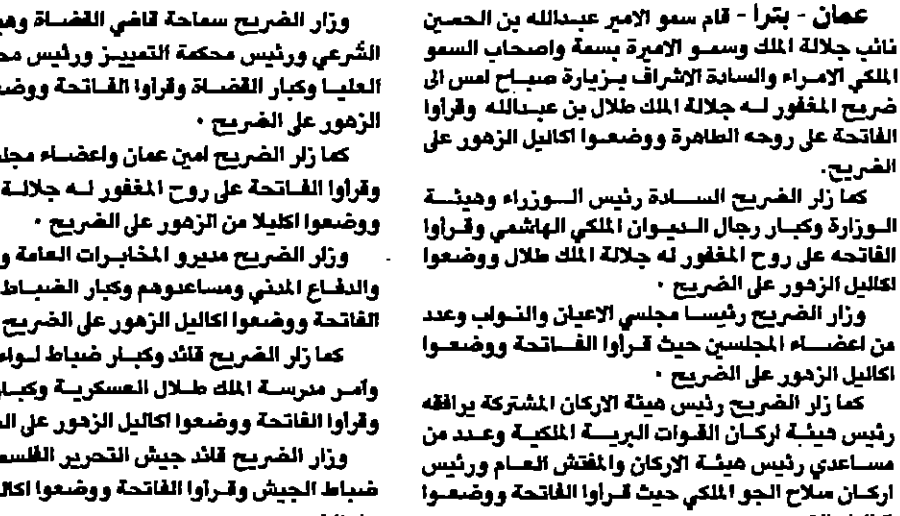 عمان - بترا - قام سمو الامير عبدالله بن الحسين
نائب جلالة الملك وسمو الاميرة بسمة واصحاب السمو
الملكي الامراء والسادة الاشراف بزيارة صباح امس الى
ضريح المغفور له جلالة الملك طلال بن عبدالله وقرأوا
الفاتحة على روحه الطاهرة ووضعوا اكاليل الزهور على
الضريح.
كما زار الضريح السادة رئيس الوزراء وهيئة
الوزارة وكبار رجال الديوان الملكي الهاشمي وقرأوا
الفاتحه على روح المغفور له جلالة الملك طلال ووضعوا
اكاليل الزهور على الضريح .
وزار الضريح رئيسا مجلسي الاعيان والنواب وعدد
من اعضاء المجلسين حيث قرأوا الفاتحة ووضعوا
اكاليل الزهور على الضريح .
كما زار الضريح رئيس هيئة الاركان المشتركة يرافقه
رئيس هيئة اركان القوات البرية الملكية وعدد من
مساعدي رئيس هيئة الاركان والمفتش العام ورئيس
اركان سلاح الجو الملكي حيث قرأوا الفاتحة ووضعوا
وزار الضريح سماحة قاضي القضاة
الشرعي ورئيس محكمة التمييز ورئيس
العليا وكبار القضاة وقرأوا الفاتحة
الزهور على الضريح .
كما زار الضريح امين عمان واعضاء
وقرأوا الفاتحة على روح المغفور له جلالة
ووضعوا اكليلا من الزهور على الضريح .
وزار الضريح مديرو المخابرات العامة
والدفاع المدني ومساعدوهم وكبار الضباط
الفاتحة ووضعوا اكاليل الزهور على الضريح
كما زار الضريح قائد وكبار ضباط لواء
وآمر مدرسة الملك طلال العسكرية
وقرأوا الفاتحة ووضعوا اكاليل الزهور على
وزار الضريح قائد جيش التحرير
ضباط الجيش وقرأوا الفاتحة ووضعوا